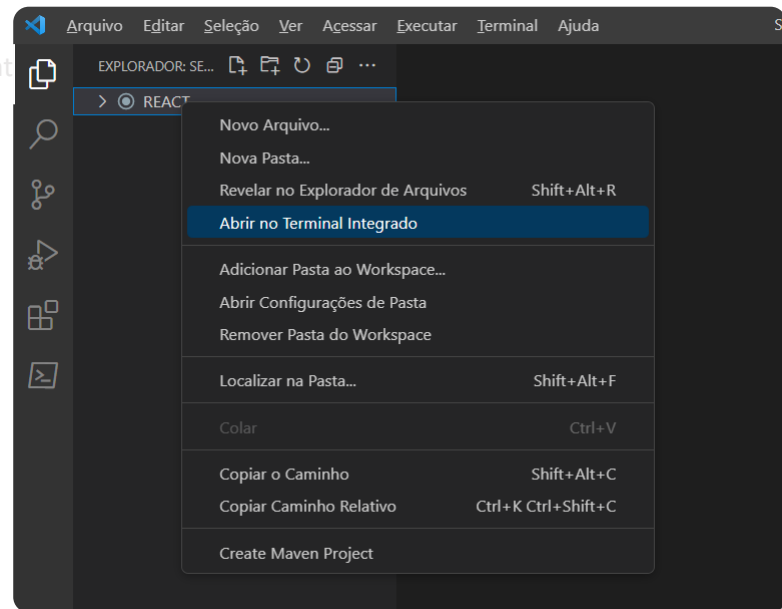 Arquivo Editar Seleção Ver Acessar Executar Terminal Ajuda
EXPLORADOR: SE...
REACT
Novo Arquivo...
Nova Pasta...
Revelar no Explorador de Arquivos Shift+Alt+R
Abrir no Terminal Integrado
Adicionar Pasta ao Workspace...
Abrir Configurações de Pasta
Remover Pasta do Workspace
Localizar na Pasta... Shift+Alt+F
Colar Ctrl+V
Copiar o Caminho Shift+Alt+C
Copiar Caminho Relativo Ctrl+K Ctrl+Shift+C
Create Maven Project